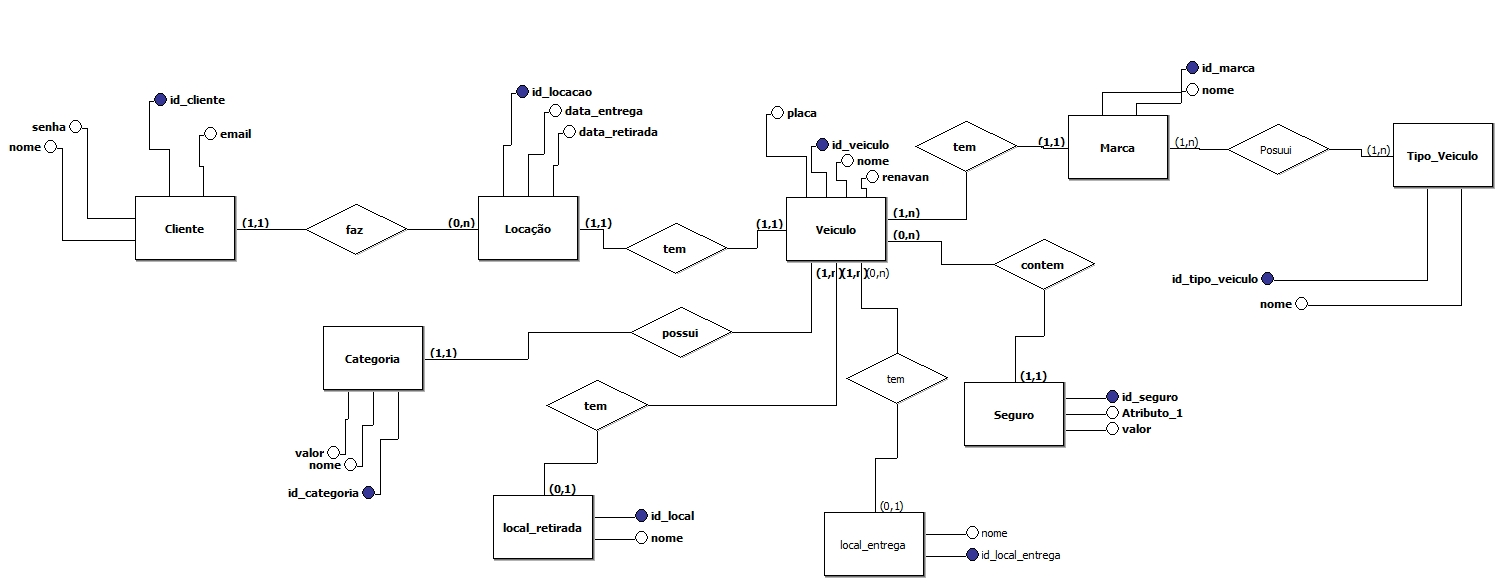 id_marca
nome
id_locacao
id_cliente
data_entrega
placa
senha
email
data_retirada
nome
id_veiculo
nome
renavan
tem
(1,1)
Marca
(1,n)
Posuui
(1,n)
Tipo_Veiculo
Cliente
(1,1)
faz
(0,n)
Locação
(1,1)
tem
(1,1)
Veiculo
(1,n)
(0,n)
contem
(1,n)
(1,n)
(0,n)
id_tipo_veiculo
nome
Categoria
(1,1)
possui
tem
tem
(1,1)
Seguro
id_seguro
Atributo_1
valor
valor
nome
id_categoria
(0,1)
local_retirada
id_local
nome
(0,1)
local_entrega
nome
id_local_entrega